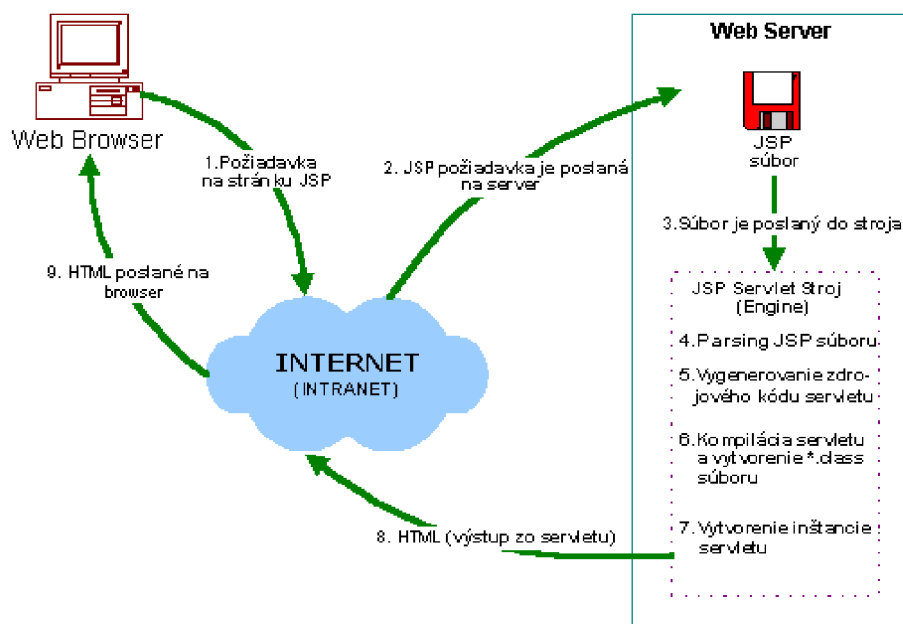 Web Server
Web Browser
JSP
súbor
1.Požiadavka
na stránku JSP
2. JSP požiadavka je poslaná
na server
3.Súbor je poslaný do stroja
9. HTML poslané na
browser
JSP Servlet Stroj
(Engine)
4.Parsing JSP súboru
5.Vygenerovanie zdro-
jového kódu servletu
6.Kompilácia servletu
a vytvorenie *.class
súboru
7.Vytvorenie inštancie
servletu
INTERNET
(INTRANET)
8. HTML (výstup zo servletu)